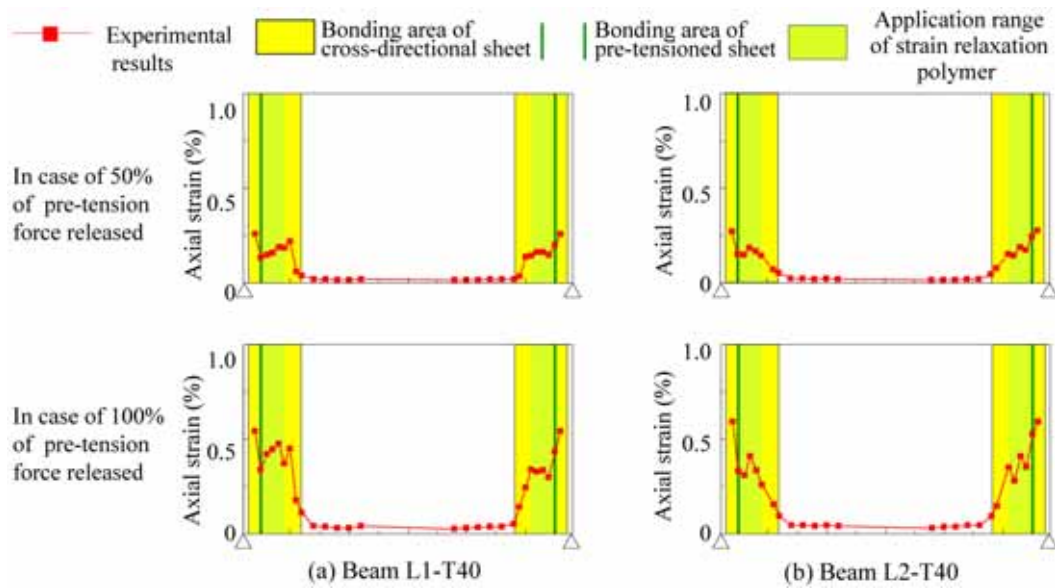 Experimental
results
Bonding area of
cross-directional sheet
Bonding area of
pre-tensioned sheet
Application range
of strain relaxation
polymer
In case of 50%
of pre-tension
force released
Axial strain (%)
1.0
0.5
0
Axial strain (%)
1.0
0.5
0
In case of 100%
of pre-tension
force released
Axial strain (%)
1.0
0.5
0
Axial strain (%)
1.0
0.5
0
(a) Beam L1-T40
(b) Beam L2-T40